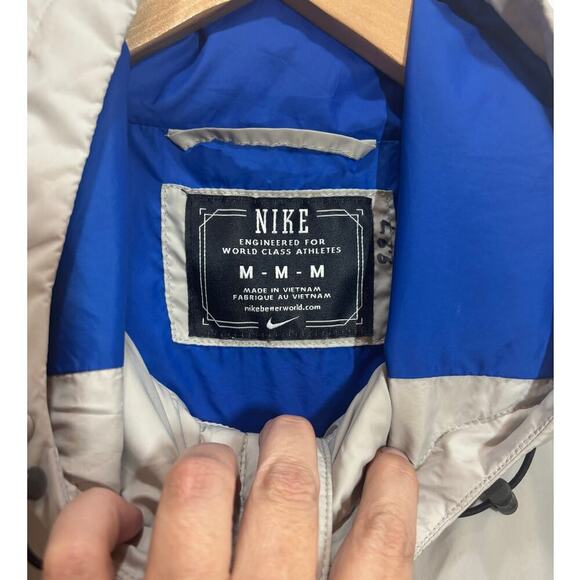 NIKE
ENGINEERED FOR
WORLD CLASS ATHLETES
M - M - M
MADE IN VIETNAM
FABRIQUE AU VIETNAM
nikebetterworld.com